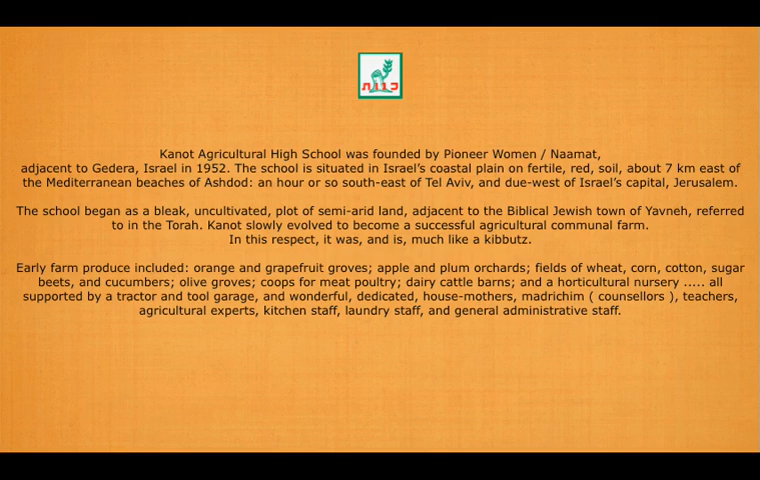 כנות
Kanot Agricultural High School was founded by Pioneer Women / Naamat,
adjacent to Gedera, Israel in 1952. The school is situated in Israel's coastal plain on fertile, red, soil, about 7 km east of
the Mediterranean beaches of Ashdod: an hour or so south-east of Tel Aviv, and due-west of Israel's capital, Jerusalem.
The school began as a bleak, uncultivated, plot of semi-arid land, adjacent to the Biblical Jewish town of Yavneh, referred
to in the Torah. Kanot slowly evolved to become a successful agricultural communal farm.
In this respect, it was, and is, much like a kibbutz.
Early farm produce included: orange and grapefruit groves; apple and plum orchards; fields of wheat, corn, cotton, sugar
beets, and cucumbers; olive groves; coops for meat poultry; dairy cattle barns; and a horticultural nursery ..... all
supported by a tractor and tool garage, and wonderful, dedicated, house-mothers, madrichim ( counsellors ), teachers,
agricultural experts, kitchen staff, laundry staff, and general administrative staff.